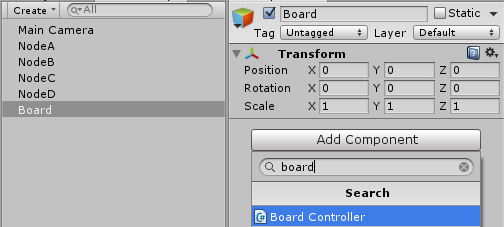 Create
All
Main Camera
NodeA
NodeB
NodeC
NodeD
Board
Board Static
Tag Untagged Layer Default
Transform
Position X 0 Y 0 Z 0
Rotation X 0 Y 0 Z 0
Scale X 1 Y 1 Z 1
Add Component
board
Search
C# Board Controller